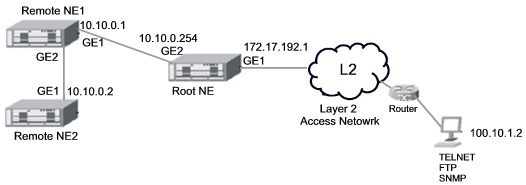 Remote NE1
10.10.0.1
GE1
GE2
10.10.0.254
GE2
172.17.192.1
GE1
Root NE
L2
Layer 2
Access Netowrk
Router
GE1
10.10.0.2
Remote NE2
100.10.1.2
TELNET
FTP
SNMP